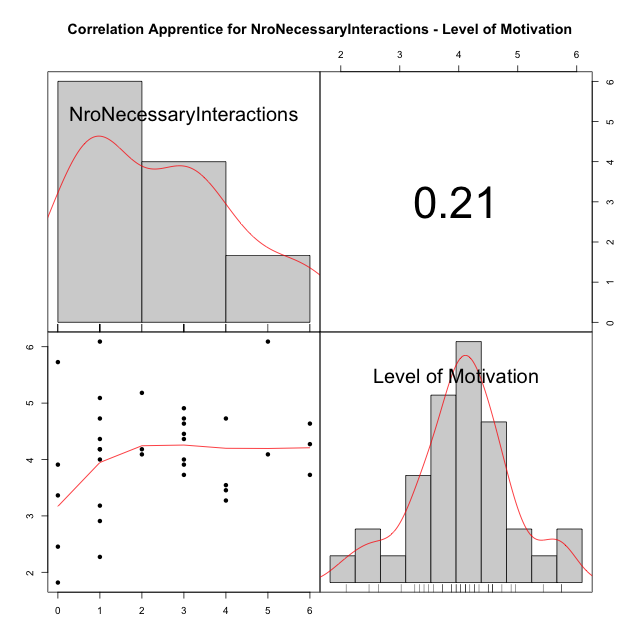 Correlation Apprentice for NroNecessaryInteractions - Level of Motivation
2 3 4 5 6
NroNecessaryInteractions
0.21
6
5
4
3
2
1
0
Level of Motivation
6
5
4
3
2
0 1 2 3 4 5 6